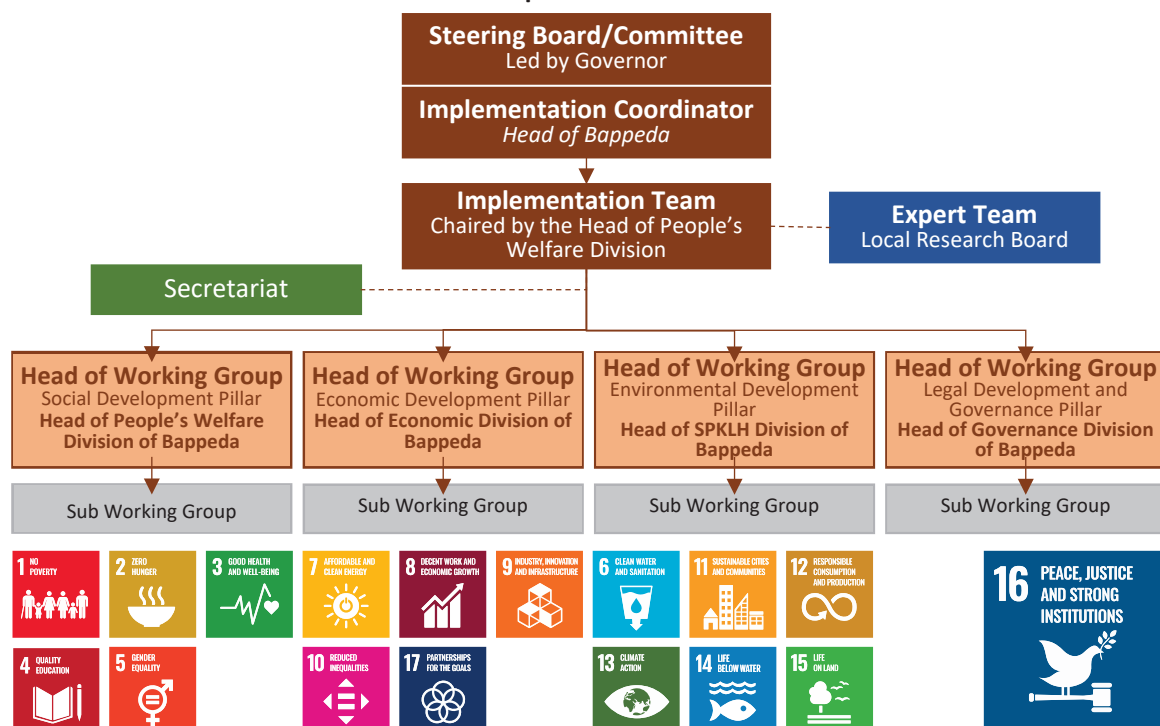 Steering Board/Committee
Led by Governor
Implementation Coordinator
Head of Bappeda
Implementation Team
Chaired by the Head of People's
Welfare Division
Expert Team
Local Research Board
Secretariat
Head of Working Group
Social Development Pillar
Head of People's Welfare
Division of Bappeda
Head of Working Group
Economic Development Pillar
Head of Economic Division of
Bappeda
Head of Working Group
Environmental Development
Pillar
Head of SPKLH Division of
Bappeda
Head of Working Group
Legal Development and
Governance Pillar
Head of Governance Division
of Bappeda
Sub Working Group
Sub Working Group
Sub Working Group
Sub Working Group
1 NO
POVERTY
2 ZERO
HUNGER
3 GOOD HEALTH
AND WELL-BEING
4 QUALITY
EDUCATION
5 GENDER
EQUALITY
7 AFFORDABLE AND
CLEAN ENERGY
8 DECENT WORK AND
ECONOMIC GROWTH
9 INDUSTRY, INNOVATION
AND INFRASTRUCTURE
10 REDUCED
INEQUALITIES
17 PARTNERSHIPS
FOR THE GOALS
6 CLEAN WATER
AND SANITATION
11 SUSTAINABLE CITIES
AND COMMUNITIES
12 RESPONSIBLE
CONSUMPTION
AND PRODUCTION
13 CLIMATE
ACTION
14 LIFE
BELOW WATER
15 LIFE
ON LAND
16 PEACE, JUSTICE
AND STRONG
INSTITUTIONS